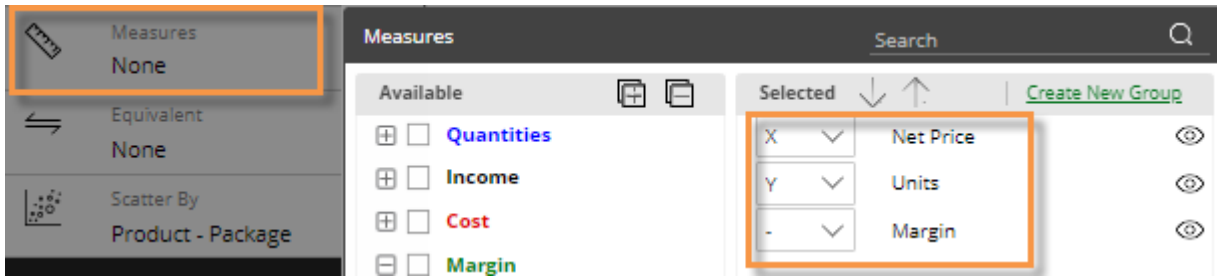 Measures
None
Equivalent
None
Scatter By
Product - Package
Measures
Search
Available
Quantities
Income
Cost
Margin
Selected
Create New Group
X Net Price
Y Units
- Margin